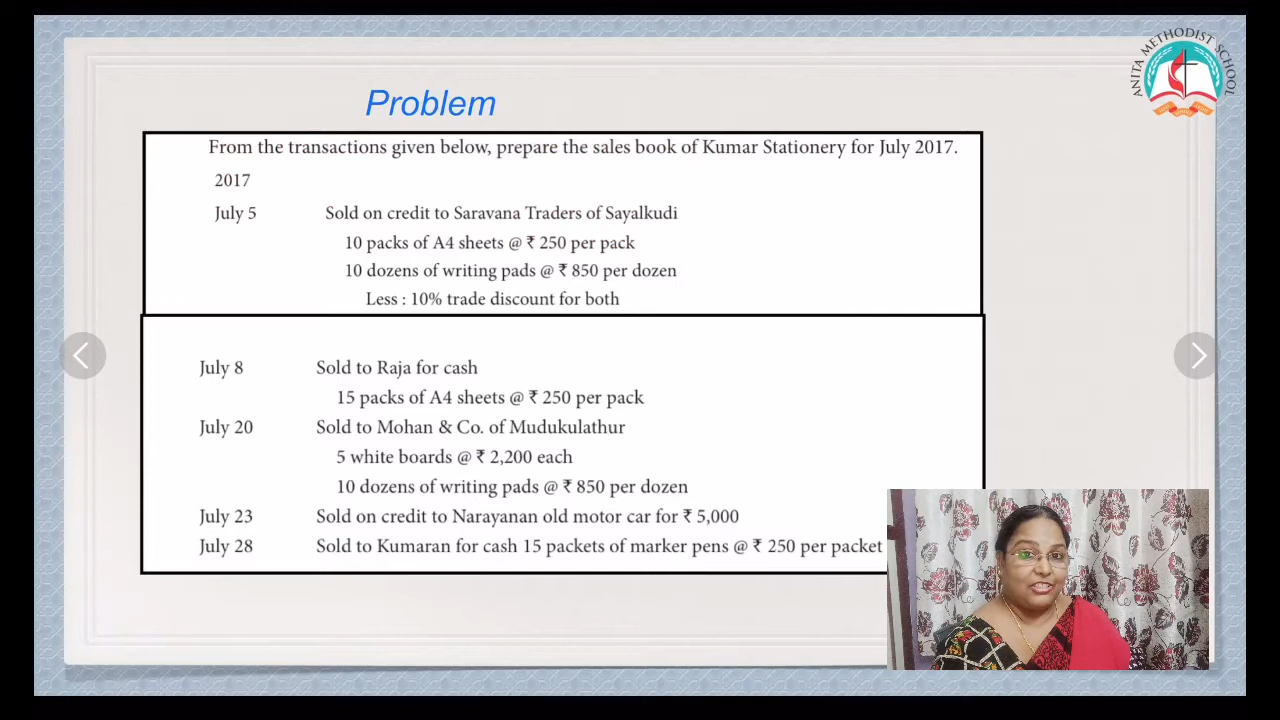 ANITA METHODIST SCHOOL
Problem
From the transactions given below, prepare the sales book of Kumar Stationery for July 2017.
2017
July 5 Sold on credit to Saravana Traders of Sayalkudi
10 packs of A4 sheets @ ₹ 250 per pack
10 dozens of writing pads @ ₹ 850 per dozen
Less : 10% trade discount for both
July 8 Sold to Raja for cash
15 packs of A4 sheets @ ₹ 250 per pack
July 20 Sold to Mohan & Co. of Mudukulathur
5 white boards @ ₹ 2,200 each
10 dozens of writing pads @ ₹ 850 per dozen
July 23 Sold on credit to Narayanan old motor car for ₹ 5,000
July 28 Sold to Kumaran for cash 15 packets of marker pens @ ₹ 250 per packet